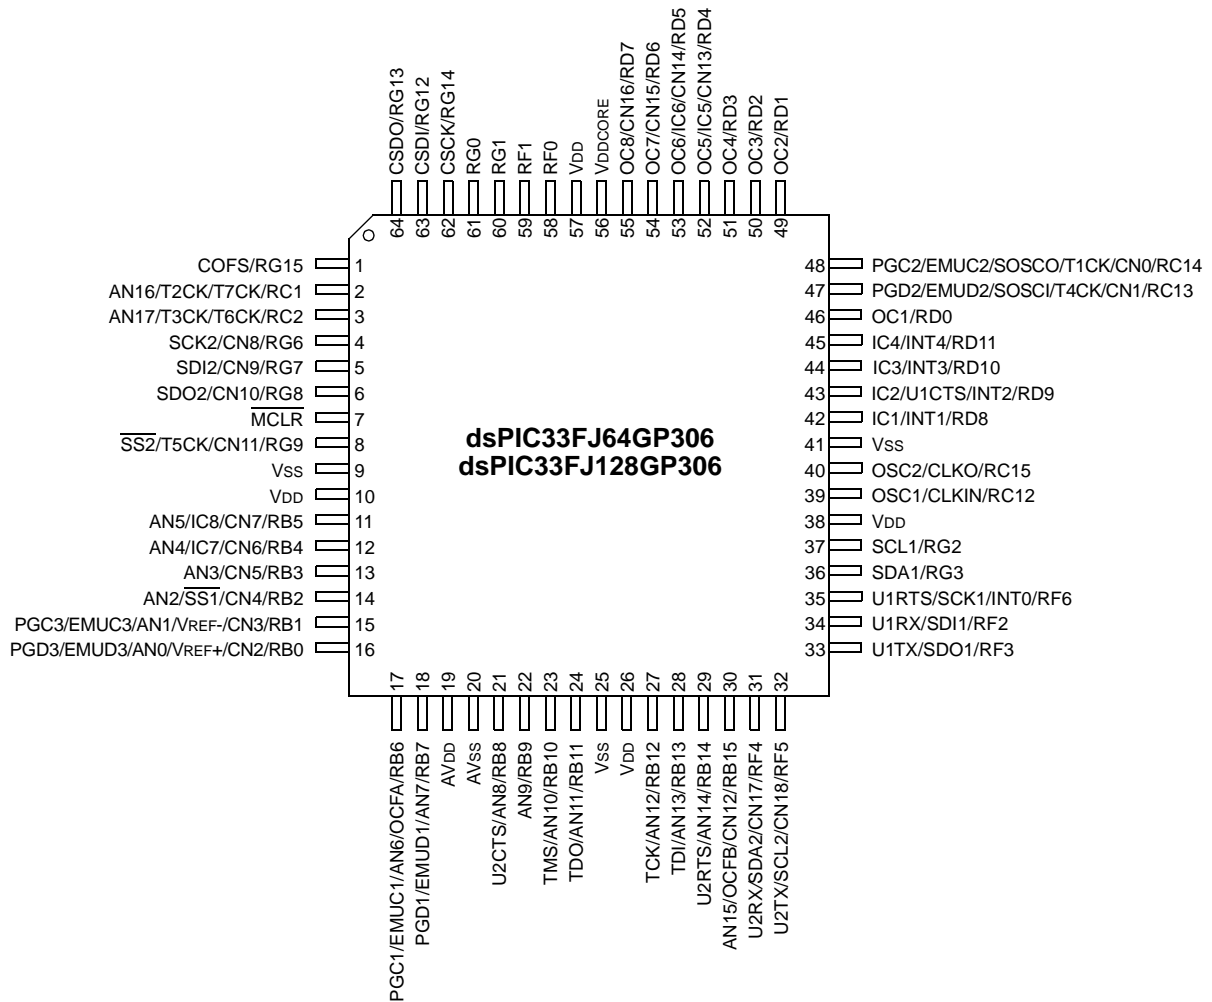 CSDO/RG13
CSDI/RG12
CSCK/RG14
RG0
RG1
RF1
RF0
VDD
VDDCORE
OC8/CN16/RD7
OC7/CN15/RD6
OC6/IC6/CN14/RD5
OC5/IC5/CN13/RD4
OC4/RD3
OC3/RD2
OC2/RD1
64 63 62 61 60 59 58 57 56 55 54 53 52 51 50 49
COFS/RG15 1
AN16/T2CK/T7CK/RC1 2
AN17/T3CK/T6CK/RC2 3
SCK2/CN8/RG6 4
SDI2/CN9/RG7 5
SDO2/CN10/RG8 6
MCLR 7
SS2/T5CK/CN11/RG9 8
VSS 9
VDD 10
AN5/IC8/CN7/RB5 11
AN4/IC7/CN6/RB4 12
AN3/CN5/RB3 13
AN2/SS1/CN4/RB2 14
PGC3/EMUC3/AN1/VREF-/CN3/RB1 15
PGD3/EMUD3/AN0/VREF+/CN2/RB0 16
dsPIC33FJ64GP306
dsPIC33FJ128GP306
48 PGC2/EMUC2/SOSCO/T1CK/CN0/RC14
47 PGD2/EMUD2/SOSCI/T4CK/CN1/RC13
46 OC1/RD0
45 IC4/INT4/RD11
44 IC3/INT3/RD10
43 IC2/U1CTS/INT2/RD9
42 IC1/INT1/RD8
41 VSS
40 OSC2/CLKO/RC15
39 OSC1/CLKIN/RC12
38 VDD
37 SCL1/RG2
36 SDA1/RG3
35 U1RTS/SCK1/INT0/RF6
34 U1RX/SDI1/RF2
33 U1TX/SDO1/RF3
17 18 19 20 21 22 23 24 25 26 27 28 29 30 31 32
PGC1/EMUC1/AN6/OCFA/RB6
PGD1/EMUD1/AN7/RB7
AVDD
AVSS
U2CTS/AN8/RB8
AN9/RB9
TMS/AN10/RB10
TDO/AN11/RB11
VSS
VDD
TCK/AN12/RB12
TDI/AN13/RB13
U2RTS/AN14/RB14
AN15/OCFB/CN12/RB15
U2RX/SDA2/CN17/RF4
U2TX/SCL2/CN18/RF5